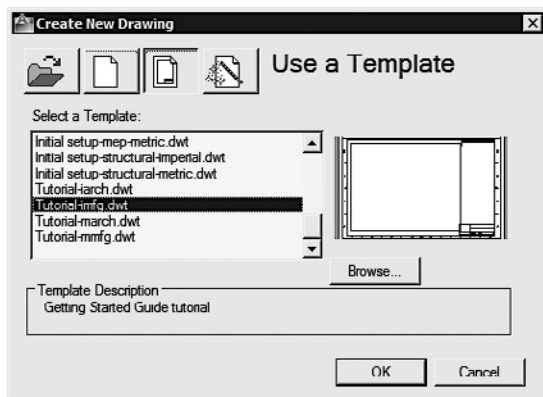 Create New Drawing
Use a Template
Select a Template:
Initial setup-mep-metric.dwt
Initial setup-structural-imperial.dwt
Initial setup-structural-metric.dwt
Tutorial-iarch.dwt
Tutorial-imfg.dwt
Tutorial-march.dwt
Tutorial-mmfg.dwt
Browse...
Template Description
Getting Started Guide tutorial
OK
Cancel